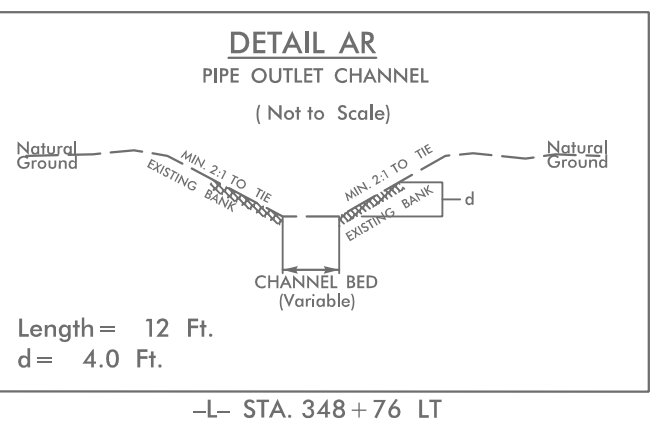 DETAIL AR
PIPE OUTLET CHANNEL
( Not to Scale)
Natural
Ground
MIN. 2:1 TO TIE
EXISTING BANK
MIN. 2:1 TO TIE
EXISTING BANK
d
Natural
Ground
CHANNEL BED
(Variable)
Length = 12 Ft.
d = 4.0 Ft.
–L– STA. 348+76 LT